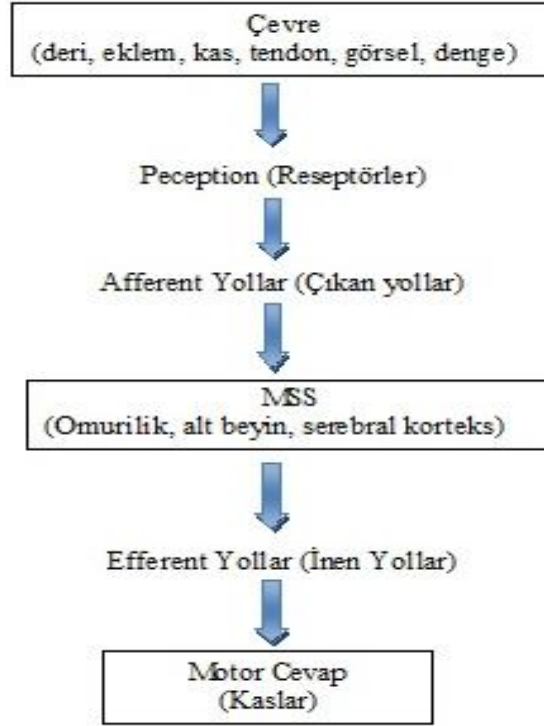 Çevre
(deri, eklem, kas, tendon, görsel, denge)
Peception (Reseptörler)
Afferent Yollar (Çıkan yollar)
MSS
(Omurilik, alt beyin, serebral korteks)
Efferent Yollar (İnen Yollar)
Motor Cevap
(Kaslar)